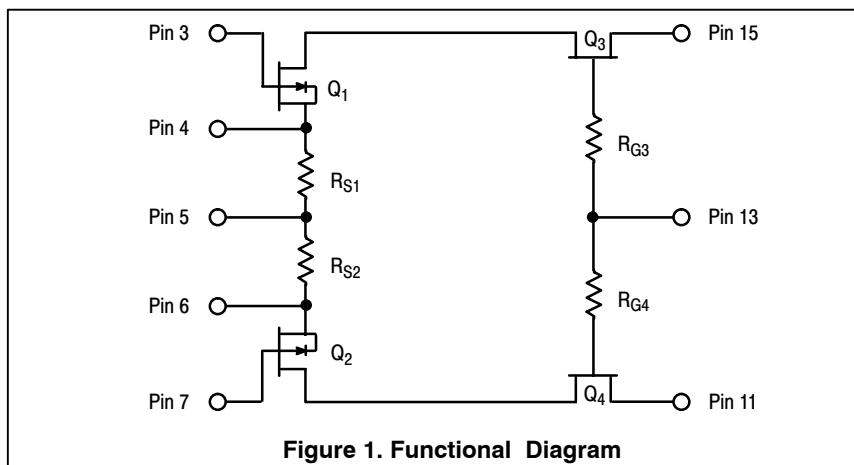 Pin 3
Q3
Pin 15
Q1
Pin 4
RG3
RS1
Pin 5
Pin 13
RS2
RG4
Pin 6
Q2
Pin 7
Q4
Pin 11
Figure 1. Functional Diagram